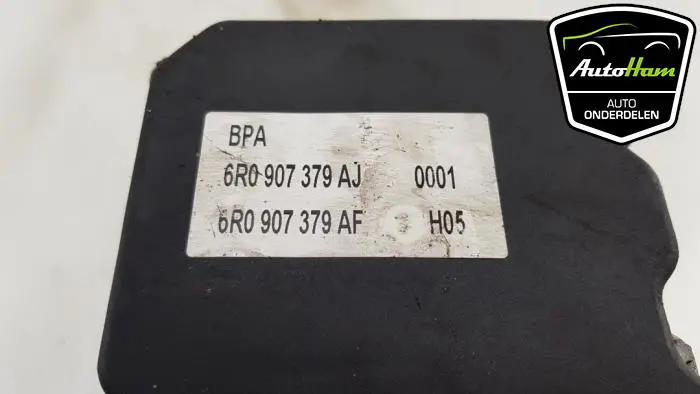 AutoHam
AUTO
ONDERDELEN
BPA
6R0 907 379 AJ 0001
6R0 907 379 AF H05